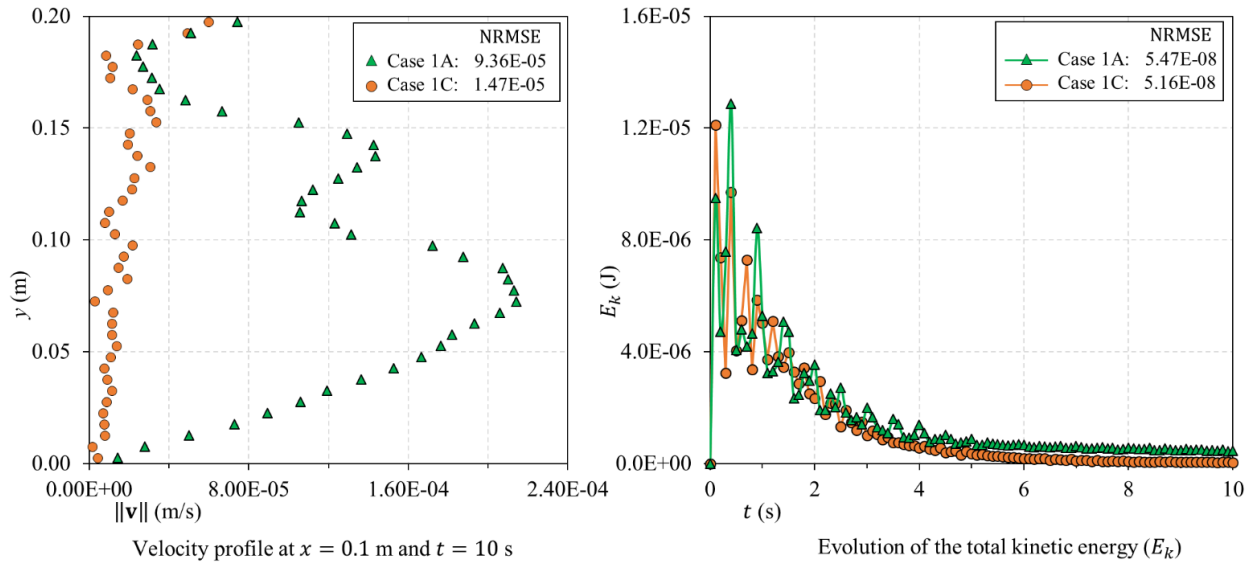 0.20
0.15
0.10
0.05
0.00
y (m)
NRMSE
Case 1A: 9.36E-05
Case 1C: 1.47E-05
0.00E+00 8.00E-05 1.60E-04 2.40E-04
||v|| (m/s)
Velocity profile at x = 0.1 m and t = 10 s
1.6E-05
1.2E-05
8.0E-06
4.0E-06
0.0E+00
E_k (J)
NRMSE
Case 1A: 5.47E-08
Case 1C: 5.16E-08
0 2 4 6 8 10
t (s)
Evolution of the total kinetic energy (E_k)